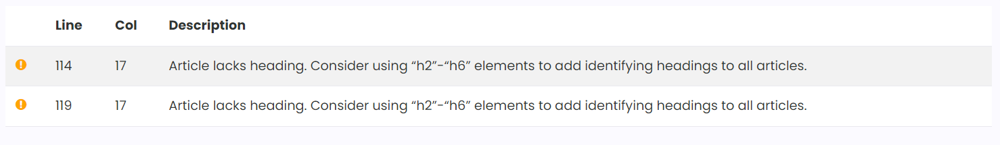 Line Col Description
114 17 Article lacks heading. Consider using “h2”-“h6” elements to add identifying headings to all articles.
119 17 Article lacks heading. Consider using “h2”-“h6” elements to add identifying headings to all articles.